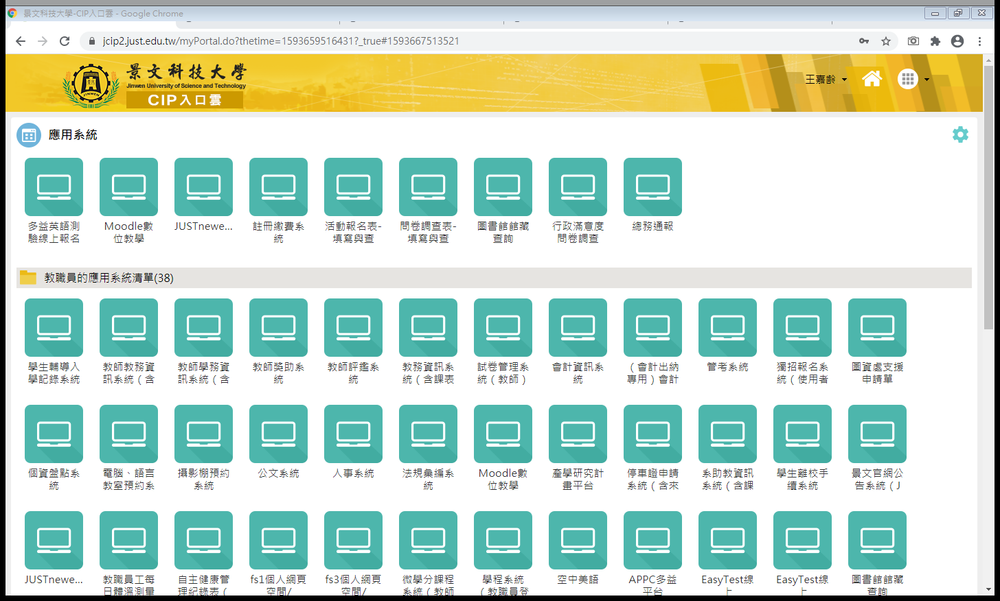 景文科技大學-CIP入口雲 - Google Chrome
jcip2.just.edu.tw/myPortal.do?thetime=1593659516431?_true#1593667513521
景文科技大學
Jinwen University of Science and Technology
CIP入口雲
JINWEN
王嘉齡
應用系統
多益英語測
驗線上報名
Moodle數
位教學
JUSTnewe...
註冊繳費系
統
活動報名表-
填寫與查
問卷調查表-
填寫與查
圖書館館藏
查詢
行政滿意度
問卷調查
總務通報
教職員的應用系統清單(38)
學生輔導入
學記錄系統
教師教務資
訊系統（含
教師學務資
訊系統（含
教師獎助系
統
教師評鑑系
統
教務資訊系
統（含課表
試卷管理系
統（教師）
會計資訊系
統
（會計出納
專用）會計
管考系統
獨招報名系
統（使用者
圖資處支援
申請單
個資盤點系
統
電腦、語言
教室預約系
攝影棚預約
系統
公文系統
人事系統
法規彙編系
統
Moodle數
位教學
產學研究計
畫平台
停車證申請
系統（含來
系助教資訊
系統（含課
學生離校手
續系統
景文官網公
告系統（J
JUSTnewe...
教職員工每
日體溫測量
自主健康管
理紀錄表（
fs1個人網頁
空間/
fs3個人網頁
空間/
微學分課程
系統（教師
學程系統
（教職員登
空中美語
APPC多益
平台
EasyTest線
上
EasyTest線
上
圖書館館藏
查詢